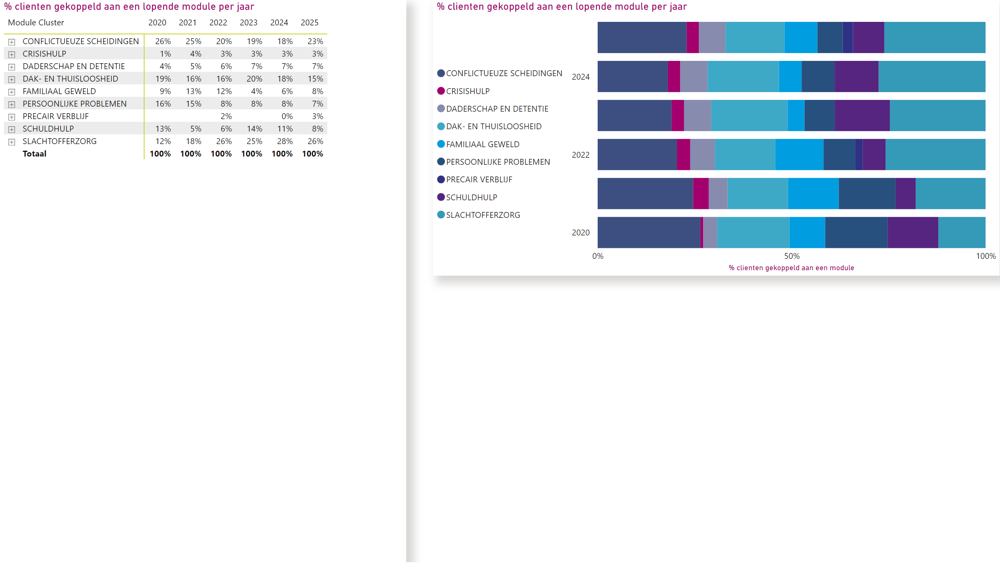 % clienten gekoppeld aan een lopende module per jaar
Module Cluster 2020 2021 2022 2023 2024 2025
CONFLICTUEUZE SCHEIDINGEN 26% 25% 20% 19% 18% 23%
CRISISHULP 1% 4% 3% 3% 3% 3%
DADERSCHAP EN DETENTIE 4% 5% 6% 7% 7% 7%
DAK- EN THUISLOOSHEID 19% 16% 16% 20% 18% 15%
FAMILIAAL GEWELD 9% 13% 12% 4% 6% 8%
PERSOONLIJKE PROBLEMEN 16% 15% 8% 8% 8% 7%
PRECAIR VERBLIJF 2% 0% 3%
SCHULDHULP 13% 5% 6% 14% 11% 8%
SLACHTOFFERZORG 12% 18% 26% 25% 28% 26%
Totaal 100% 100% 100% 100% 100% 100%
% clienten gekoppeld aan een lopende module per jaar
CONFLICTUEUZE SCHEIDINGEN
CRISISHULP
DADERSCHAP EN DETENTIE
DAK- EN THUISLOOSHEID
FAMILIAAL GEWELD
PERSOONLIJKE PROBLEMEN
PRECAIR VERBLIJF
SCHULDHULP
SLACHTOFFERZORG
2024
2022
2020
0% 50% 100%
% clienten gekoppeld aan een module